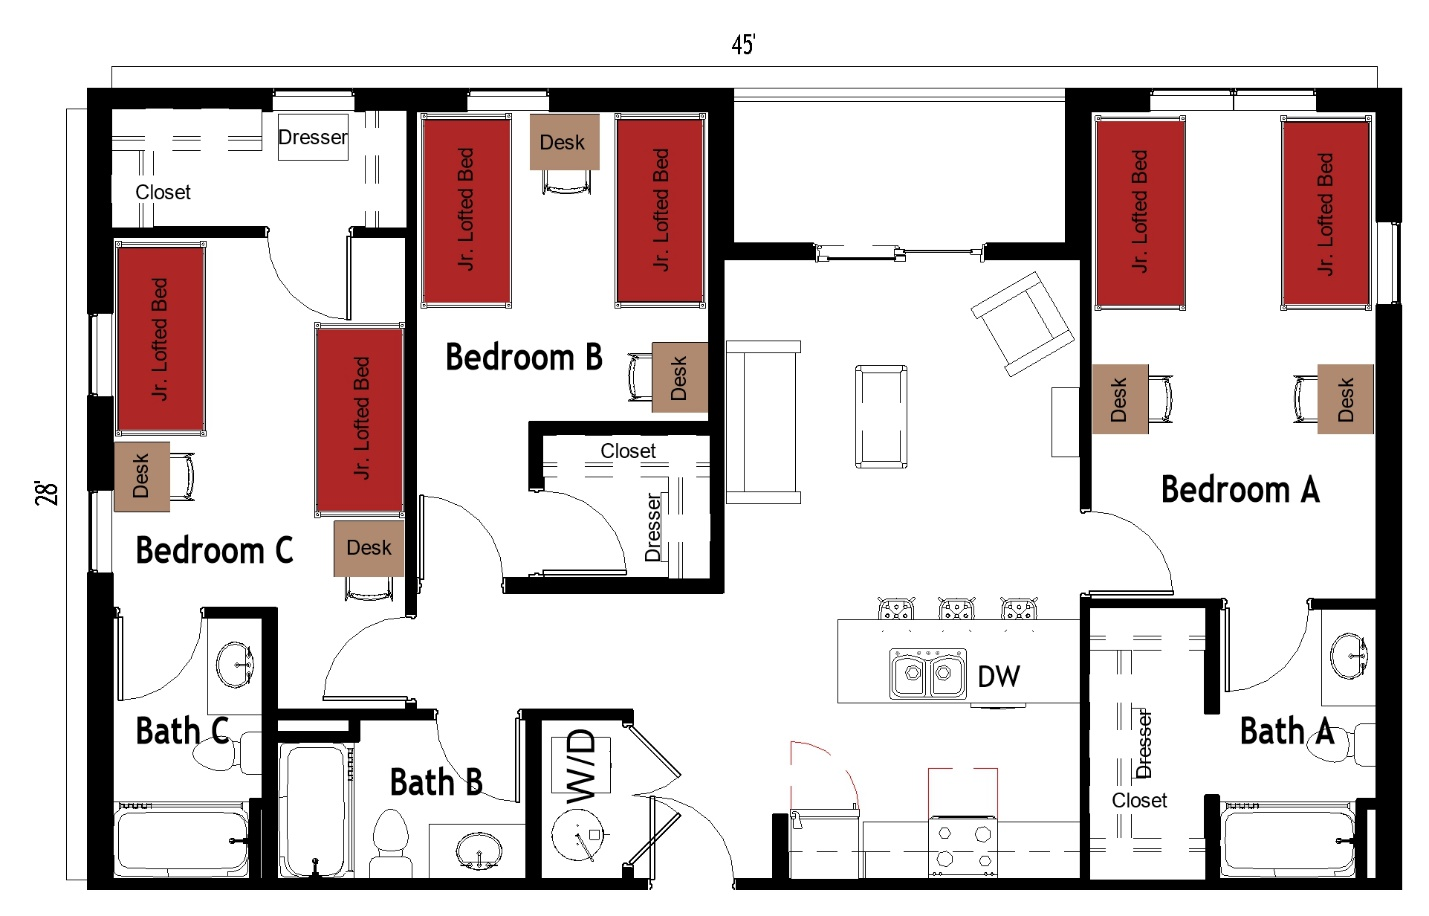 45'
28'
Dresser
Closet
Jr. Lofted Bed
Jr. Lofted Bed
Desk
Desk
Bedroom C
Jr. Lofted Bed
Desk
Jr. Lofted Bed
Bedroom B
Desk
Closet
Dresser
Jr. Lofted Bed
Jr. Lofted Bed
Desk
Desk
Bedroom A
DW
Bath C
Bath B
W/D
Dresser
Closet
Bath A